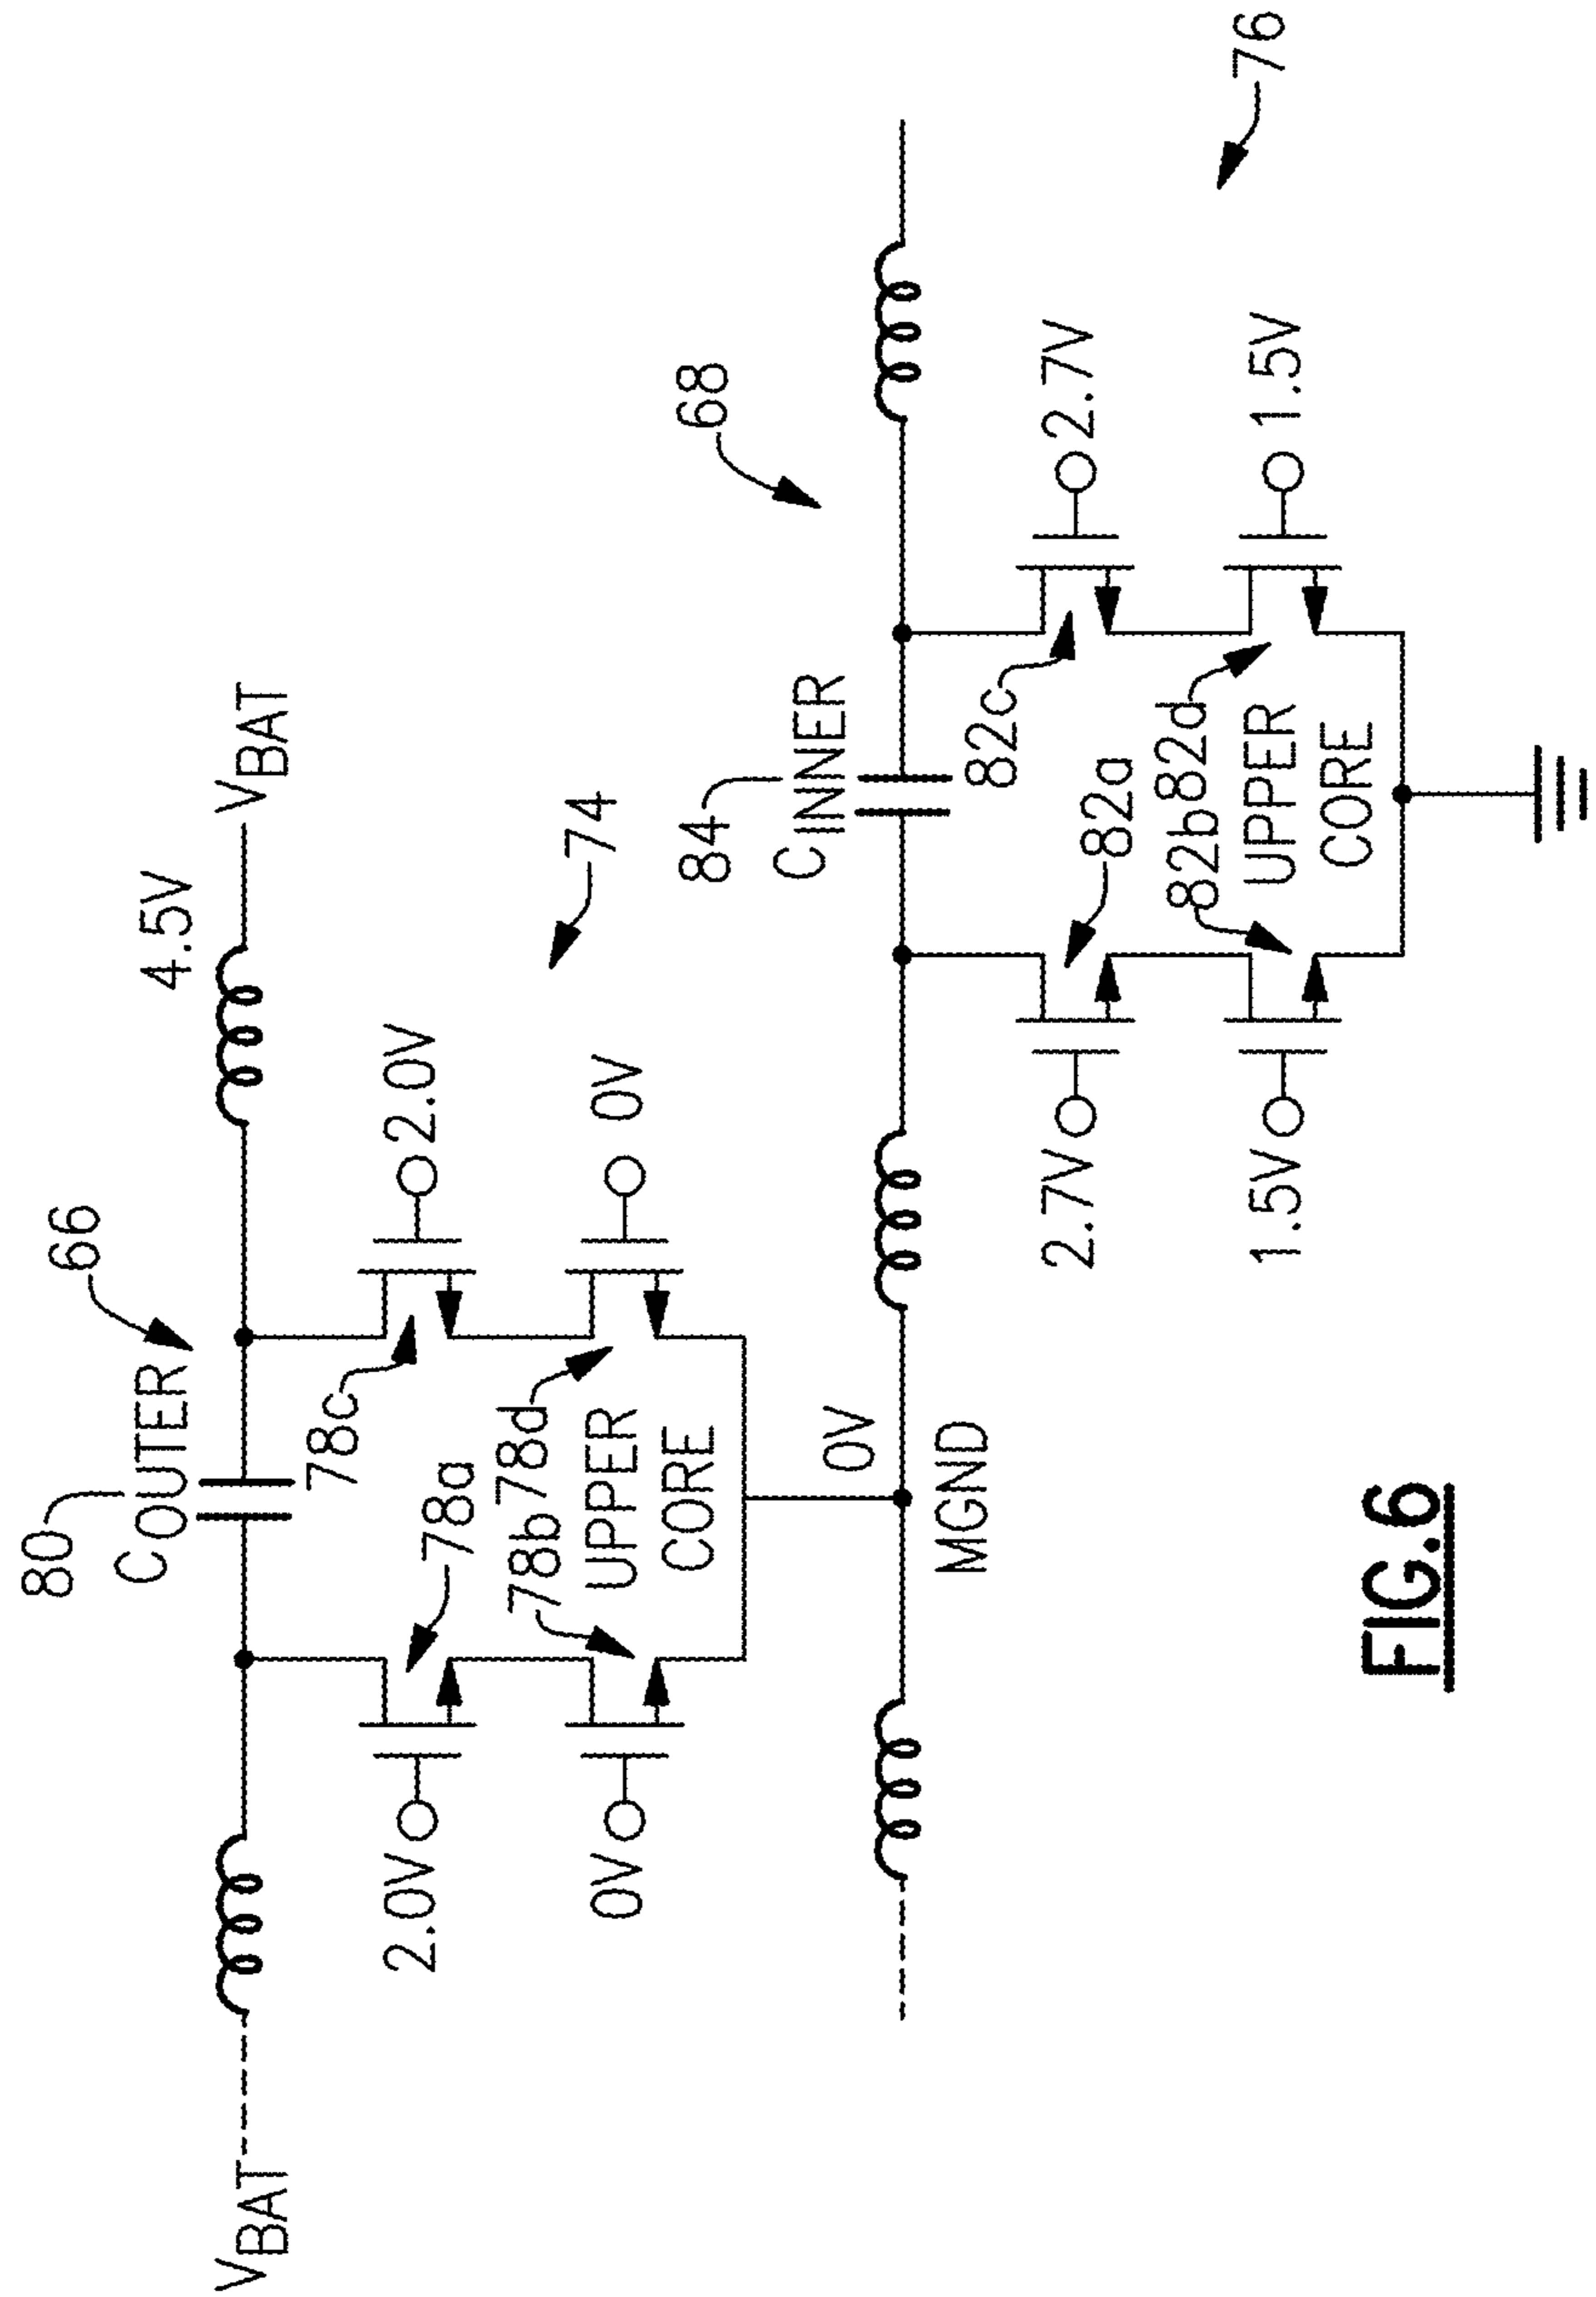 80
C OUTER
66
4.5V
VBAT
VBAT
78a
78c
2.0V
2.0V
74
78b
78d
0V
0V
UPPER
CORE
0V
MGND
84
C INNER
68
82a
82c
2.7V
2.7V
76
82b
82d
1.5V
1.5V
UPPER
CORE
FIG.6